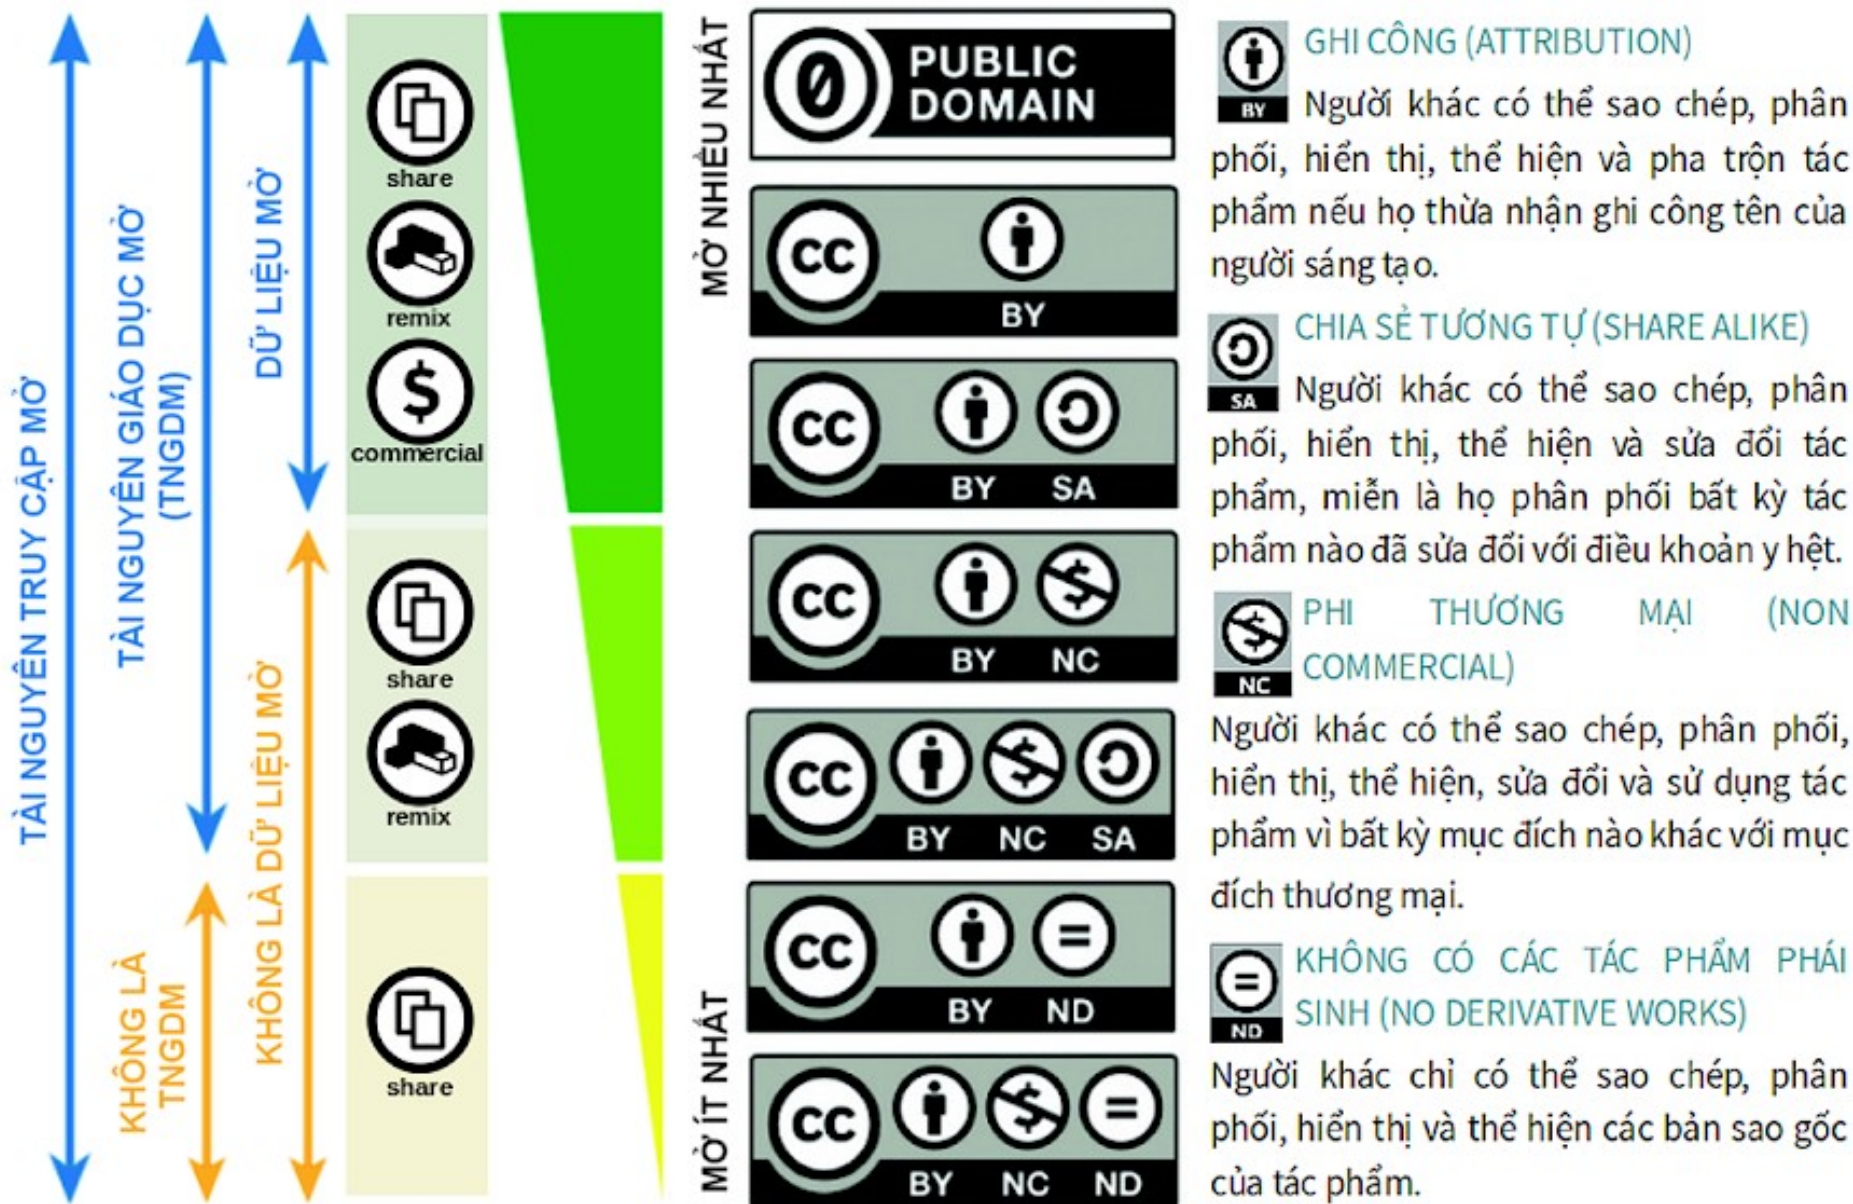 TÀI NGUYÊN TRUY CẬP MỞ
TÀI NGUYÊN GIÁO DỤC MỞ
(TNGDM)
KHÔNG LÀ
TNGDM
DỮ LIỆU MỞ
KHÔNG LÀ DỮ LIỆU MỞ
share
remix
$
commercial
share
remix
share
MỞ NHIỀU NHẤT
MỞ ÍT NHẤT
0 PUBLIC
DOMAIN
cc
BY
cc
BY SA
cc
BY NC
cc
BY NC SA
cc
BY ND
cc
BY NC ND
BY
GHI CÔNG (ATTRIBUTION)
Người khác có thể sao chép, phân
phối, hiển thị, thể hiện và pha trộn tác
phẩm nếu họ thừa nhận ghi công tên của
người sáng tạo.
SA
CHIA SẺ TƯƠNG TỰ (SHARE ALIKE)
Người khác có thể sao chép, phân
phối, hiển thị, thể hiện và sửa đổi tác
phẩm, miễn là họ phân phối bất kỳ tác
phẩm nào đã sửa đổi với điều khoản y hệt.
NC
PHI THƯƠNG MẠI (NON
COMMERCIAL)
Người khác có thể sao chép, phân phối,
hiển thị, thể hiện, sửa đổi và sử dụng tác
phẩm vì bất kỳ mục đích nào khác với mục
đích thương mại.
ND
KHÔNG CÓ CÁC TÁC PHẨM PHÁI
SINH (NO DERIVATIVE WORKS)
Người khác chỉ có thể sao chép, phân
phối, hiển thị và thể hiện các bản sao gốc
của tác phẩm.